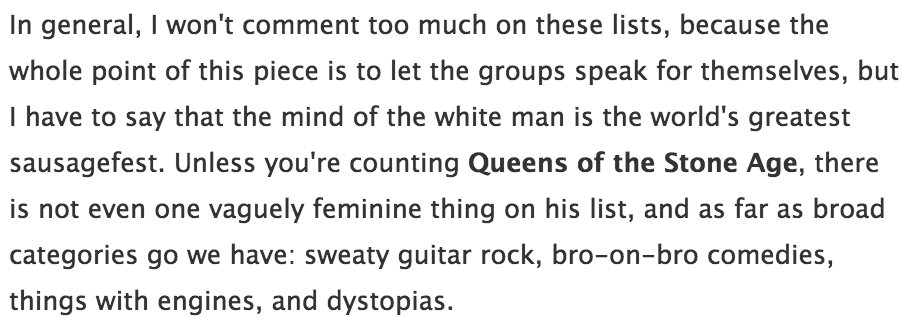 In general, I won't comment too much on these lists, because the
whole point of this piece is to let the groups speak for themselves, but
I have to say that the mind of the white man is the world's greatest
sausagefest. Unless you're counting Queens of the Stone Age, there
is not even one vaguely feminine thing on his list, and as far as broad
categories go we have: sweaty guitar rock, bro-on-bro comedies,
things with engines, and dystopias.